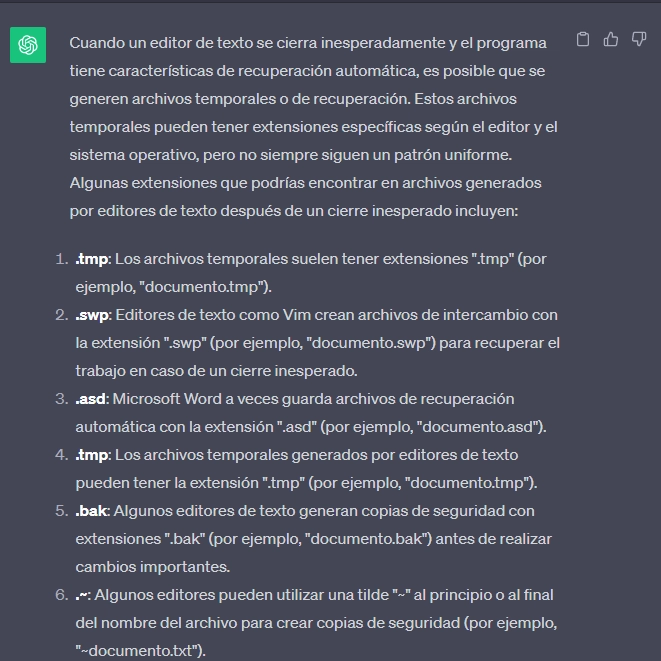 Cuando un editor de texto se cierra inesperadamente y el programa
tiene características de recuperación automática, es posible que se
generen archivos temporales o de recuperación. Estos archivos
temporales pueden tener extensiones específicas según el editor y el
sistema operativo, pero no siempre siguen un patrón uniforme.
Algunas extensiones que podrías encontrar en archivos generados
por editores de texto después de un cierre inesperado incluyen:
1. .tmp: Los archivos temporales suelen tener extensiones ".tmp" (por
ejemplo, "documento.tmp").
2. .swp: Editores de texto como Vim crean archivos de intercambio con
la extensión ".swp" (por ejemplo, "documento.swp") para recuperar el
trabajo en caso de un cierre inesperado.
3. .asd: Microsoft Word a veces guarda archivos de recuperación
automática con la extensión ".asd" (por ejemplo, "documento.asd").
4. .tmp: Los archivos temporales generados por editores de texto
pueden tener la extensión ".tmp" (por ejemplo, "documento.tmp").
5. .bak: Algunos editores de texto generan copias de seguridad con
extensiones ".bak" (por ejemplo, "documento.bak") antes de realizar
cambios importantes.
6. .~: Algunos editores pueden utilizar una tilde "~" al principio o al final
del nombre del archivo para crear copias de seguridad (por ejemplo,
"~documento.txt").